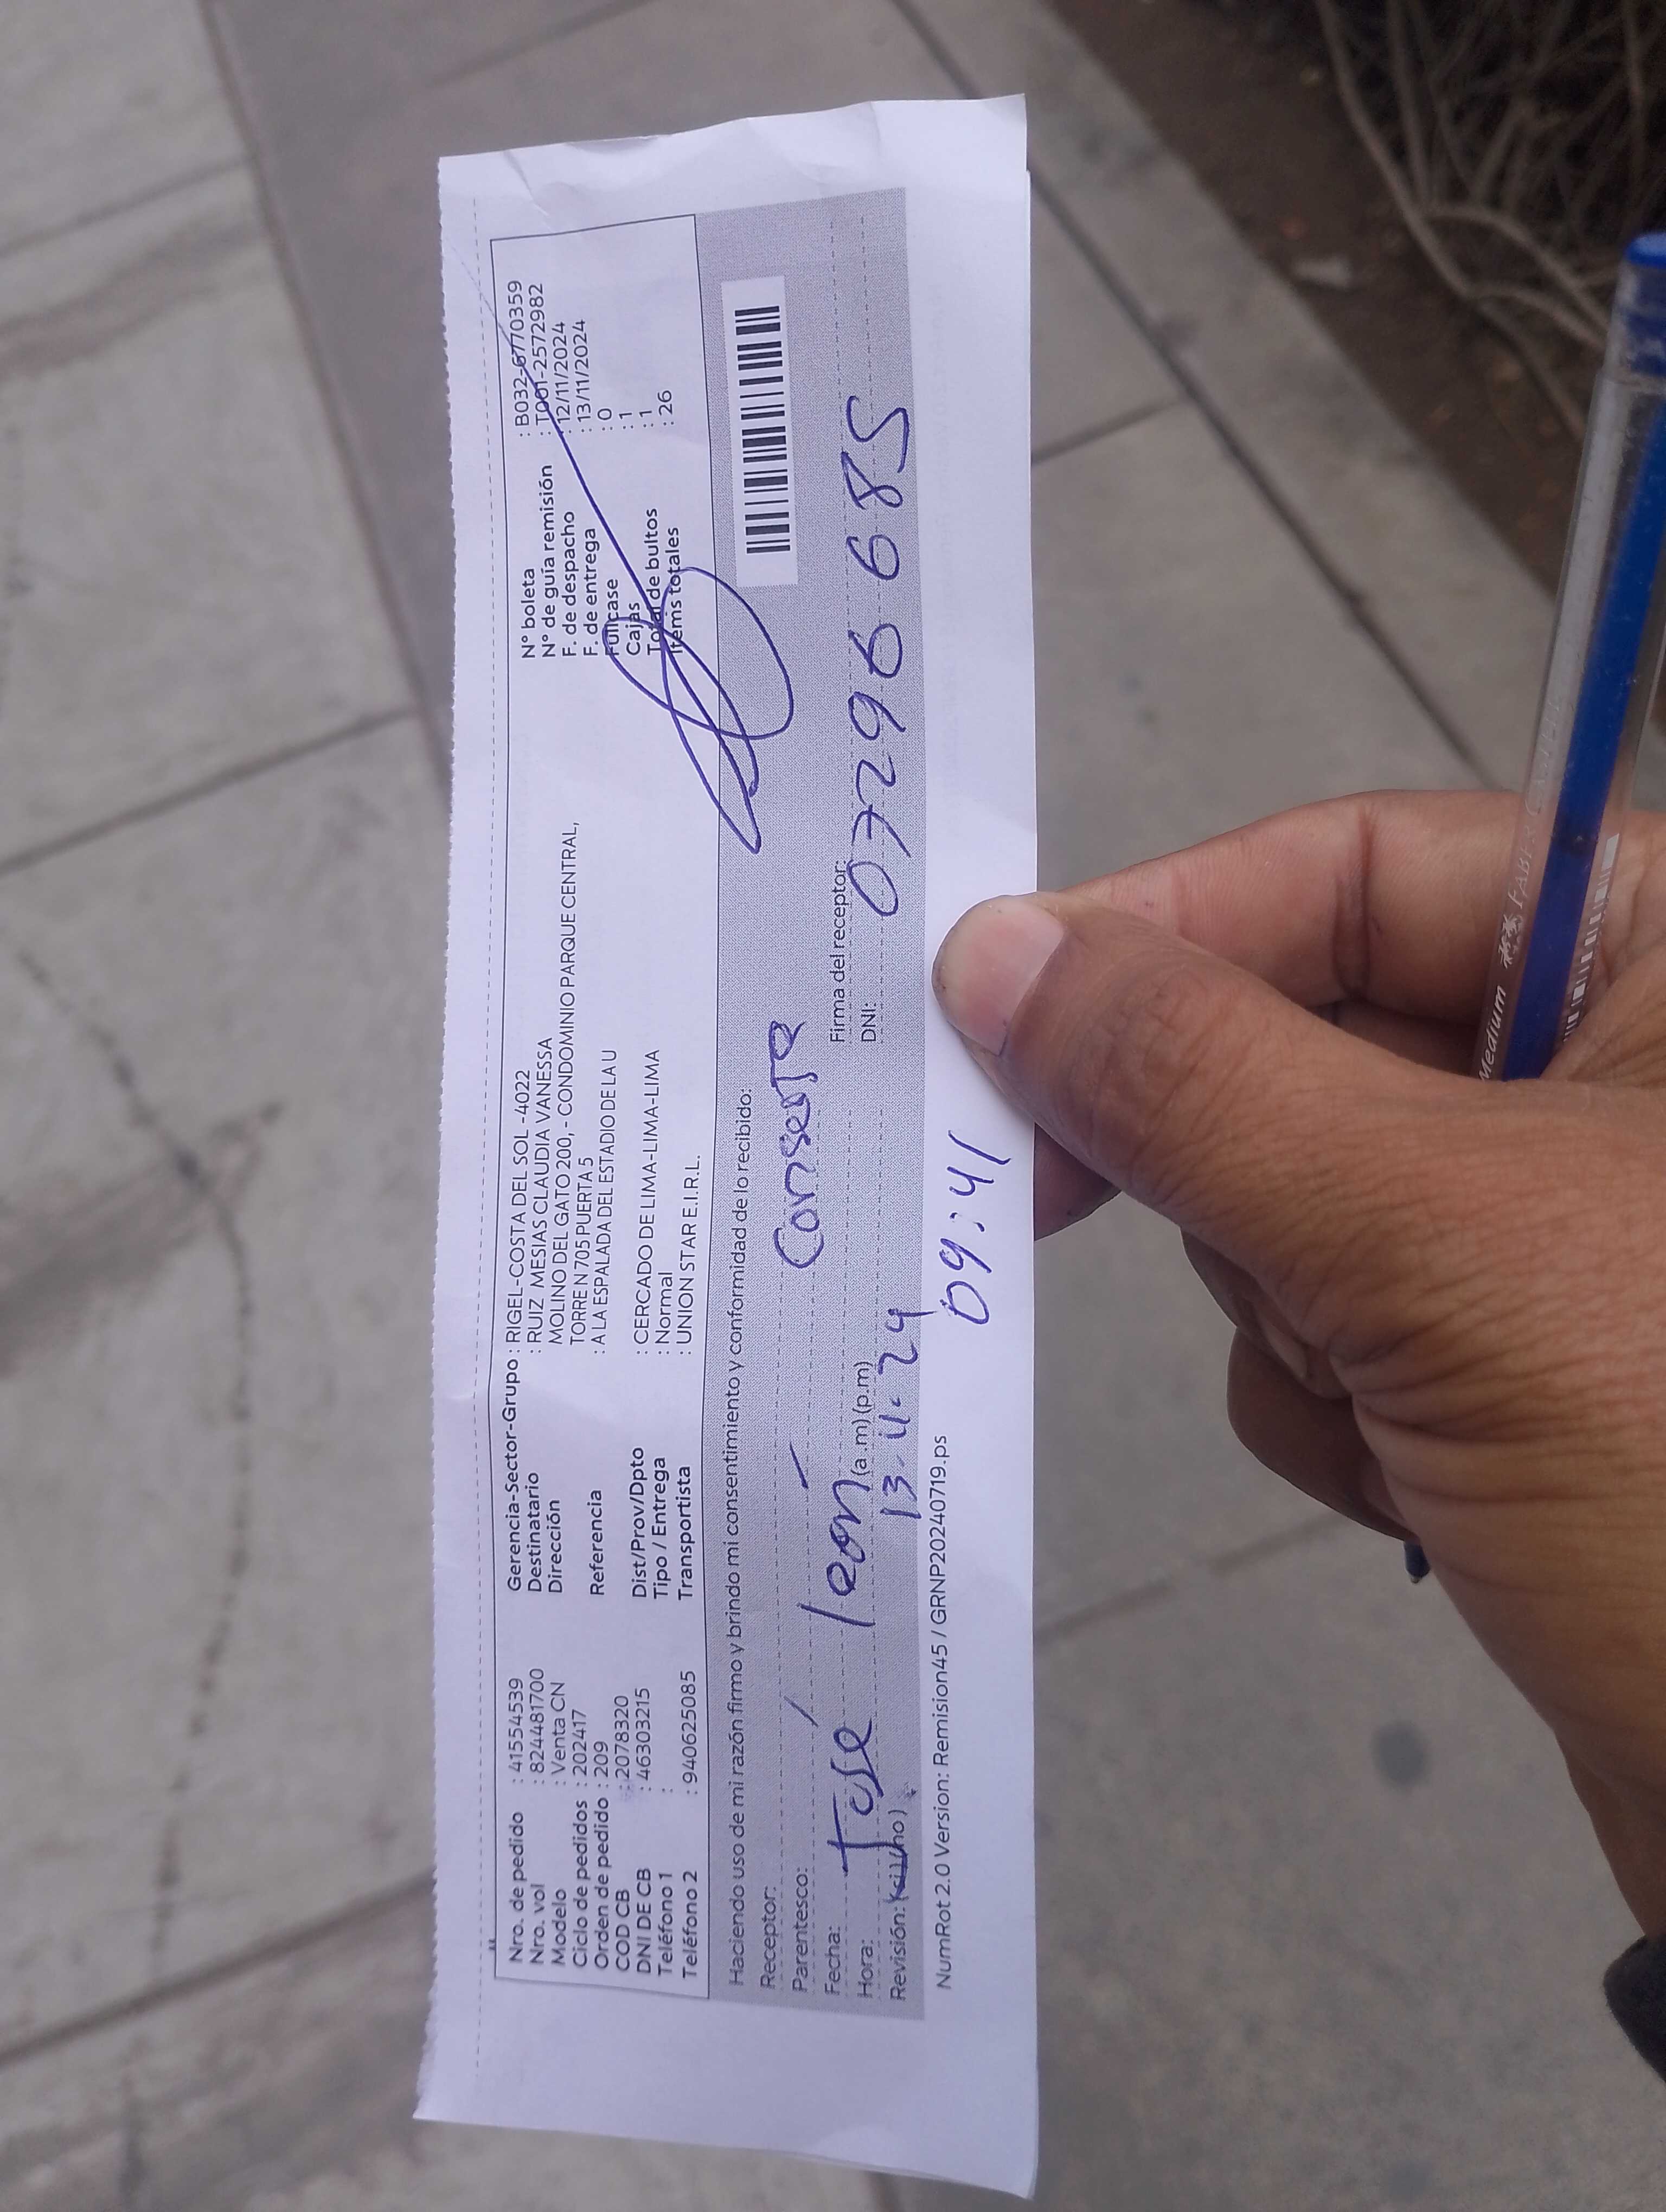 Nro. de pedido : 41554539
Nro. vol : 824481700
Modelo : Venta CN
Ciclo de pedidos : 202417
Orden de pedido : 209
COD CB : 2078320
DNI DE CB : 46303215
Teléfono 1 :
Teléfono 2 : 940625085
Gerencia-Sector-Grupo : RIGEL-COSTA DEL SOL -4022
Destinatario : RUIZ MESIAS CLAUDIA VANESSA
Dirección MOLINO DEL GATO 200, - CONDOMINIO PARQUE CENTRAL,
TORRE N 705 PUERTA 5
Referencia : A LA ESPALADA DEL ESTADIO DE LA U
Dist/Prov/Dpto : CERCADO DE LIMA-LIMA-LIMA
Tipo / Entrega : Normal
Transportista : UNION STAR E.I.R.L.
N° boleta : B032-6770359
N° de guía remisión : T001-2572982
F. de despacho : 12/11/2024
F. de entrega : 13/11/2024
Fullcase : 0
Cajas : 1
Total de bultos : 1
Items totales : 26
Haciendo uso de mi razón firmo y brindo mi consentimiento y conformidad de lo recibido:
Receptor:
Parentesco:
Fecha:
José león Conserje
Hora: (a.m) (p.m)
Revisión:
13-11-24
Firma del receptor:
DNI: 07296685
09:41
NumRot 2.0 Version: Remision45 / GRNP20240719.ps
Medium FABER CASTELL